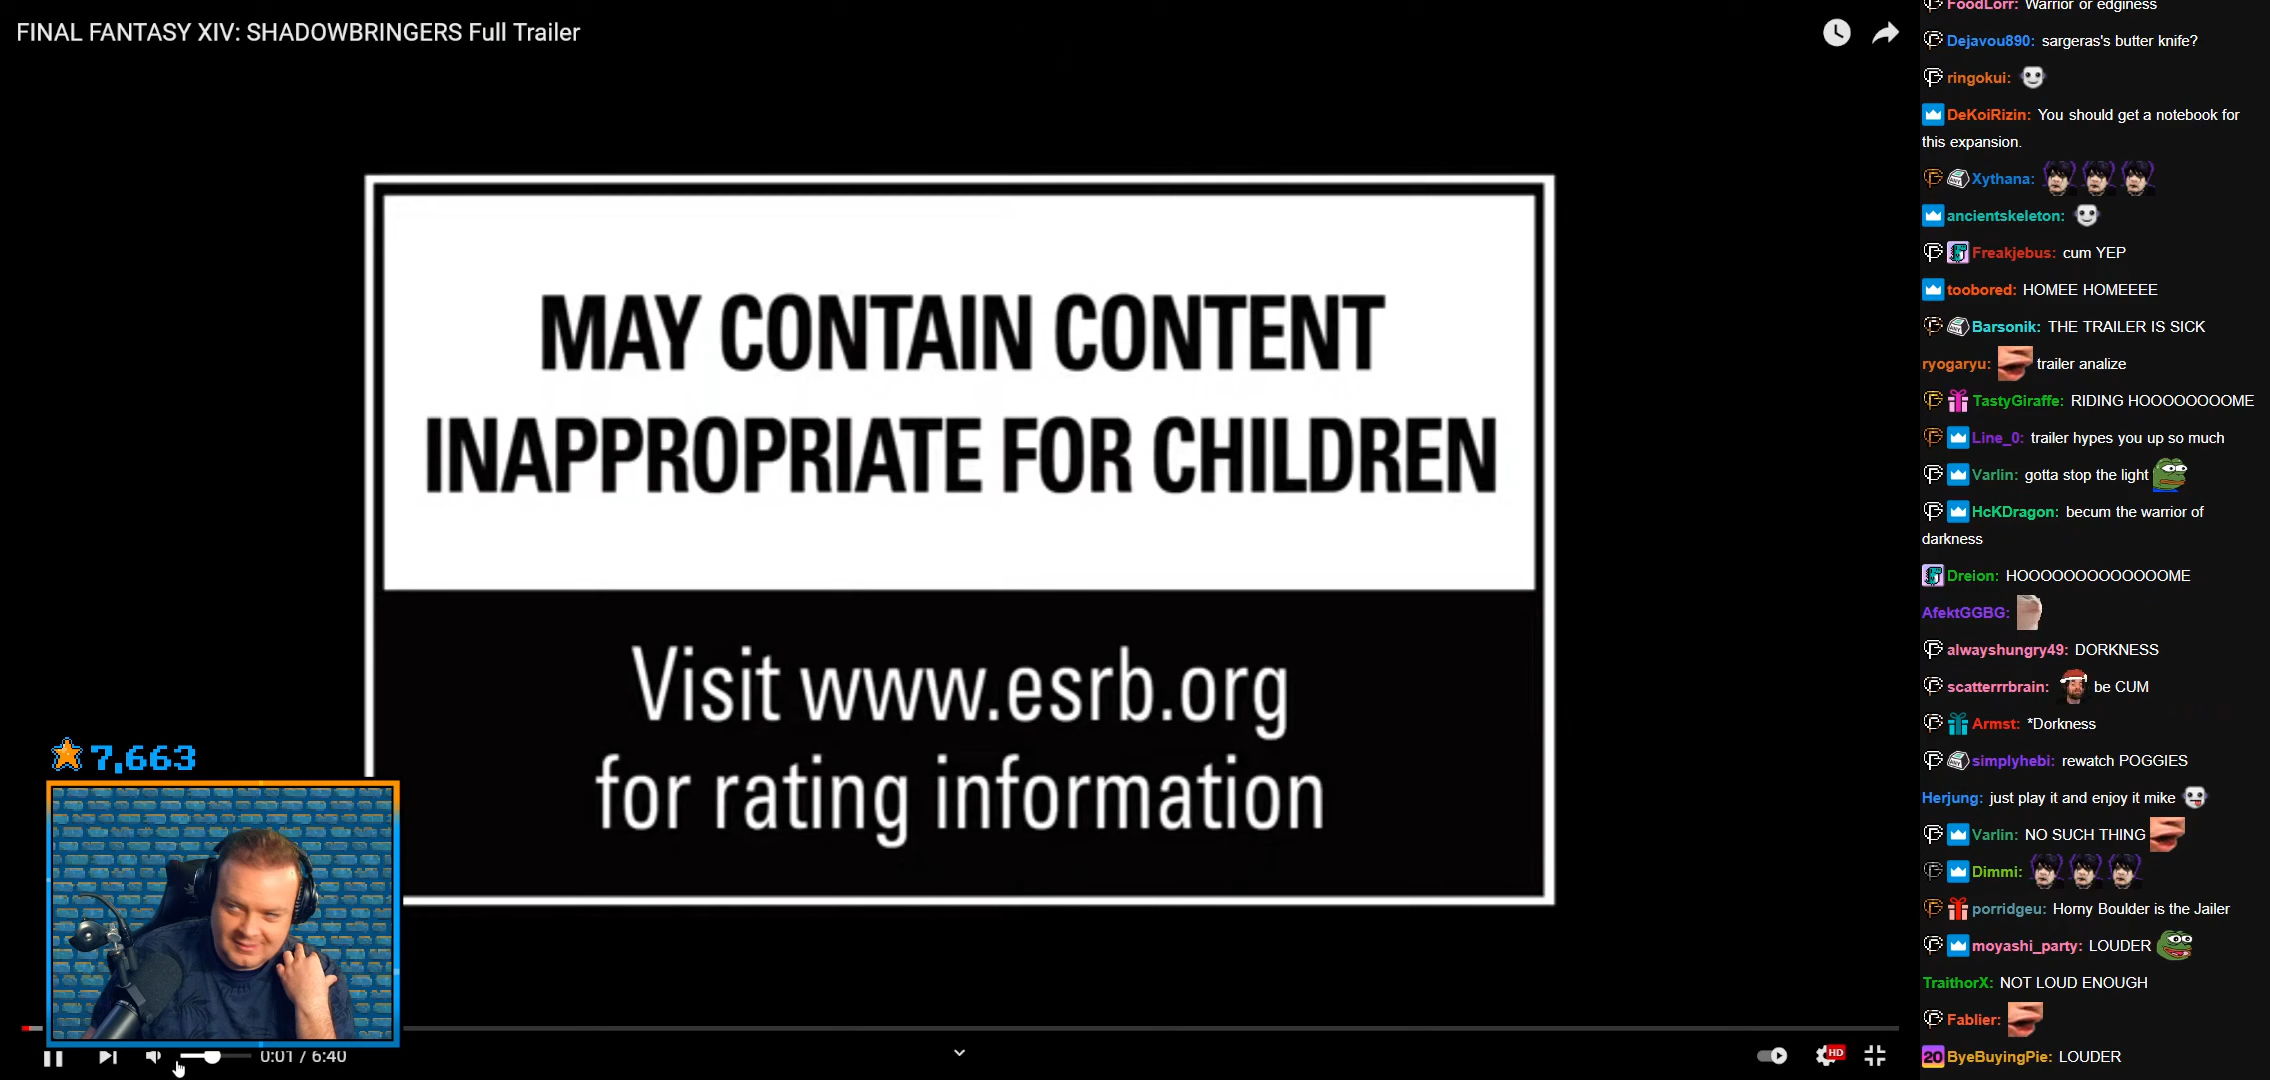 FINAL FANTASY XIV: SHADOWBRINGERS Full Trailer
MAY CONTAIN CONTENT
INAPPROPRIATE FOR CHILDREN
Visit www.esrb.org
for rating information
7,663
0:01 / 6:40
HD
FoodLorr: Warrior of edginess
Dejavou890: sargeras's butter knife?
ringokui:
DeKoiRizin: You should get a notebook for
this expansion.
Xythana:
ancientskeleton:
Freakjebus: cum YEP
toobored: HOMEE HOMEEEE
Barsonik: THE TRAILER IS SICK
ryogaryu: trailer analize
TastyGiraffe: RIDING HOOOOOOOOME
Line_0: trailer hypes you up so much
Varlin: gotta stop the light
HcKDragon: becum the warrior of
darkness
Dreion: HOOOOOOOOOOOOOME
AfektGGBG:
alwayshungry49: DORKNESS
scatterrrbrain: be CUM
Armst: *Dorkness
simplyhebi: rewatch POGGIES
Herjung: just play it and enjoy it mike
Varlin: NO SUCH THING
Dimmi:
porridgeu: Horny Boulder is the Jailer
moyashi_party: LOUDER
TraithorX: NOT LOUD ENOUGH
Fablier:
20 ByeBuyingPie: LOUDER